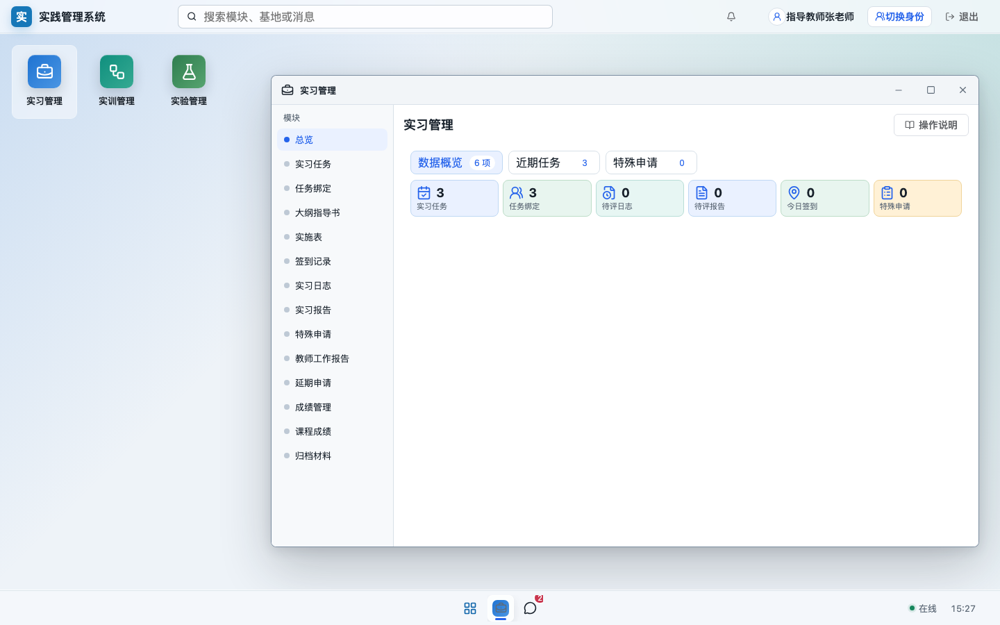 实 实践管理系统
搜索模块、基地或消息
指导教师张老师
切换身份
退出
实习管理
实训管理
实验管理
实习管理
模块
总览
实习任务
任务绑定
大纲指导书
实施表
签到记录
实习日志
实习报告
特殊申请
教师工作报告
延期申请
成绩管理
课程成绩
归档材料
实习管理
操作说明
数据概览 6 项
近期任务 3
特殊申请 0
3
实习任务
3
任务绑定
0
待评日志
0
待评报告
0
今日签到
0
特殊申请
2
在线
15:27